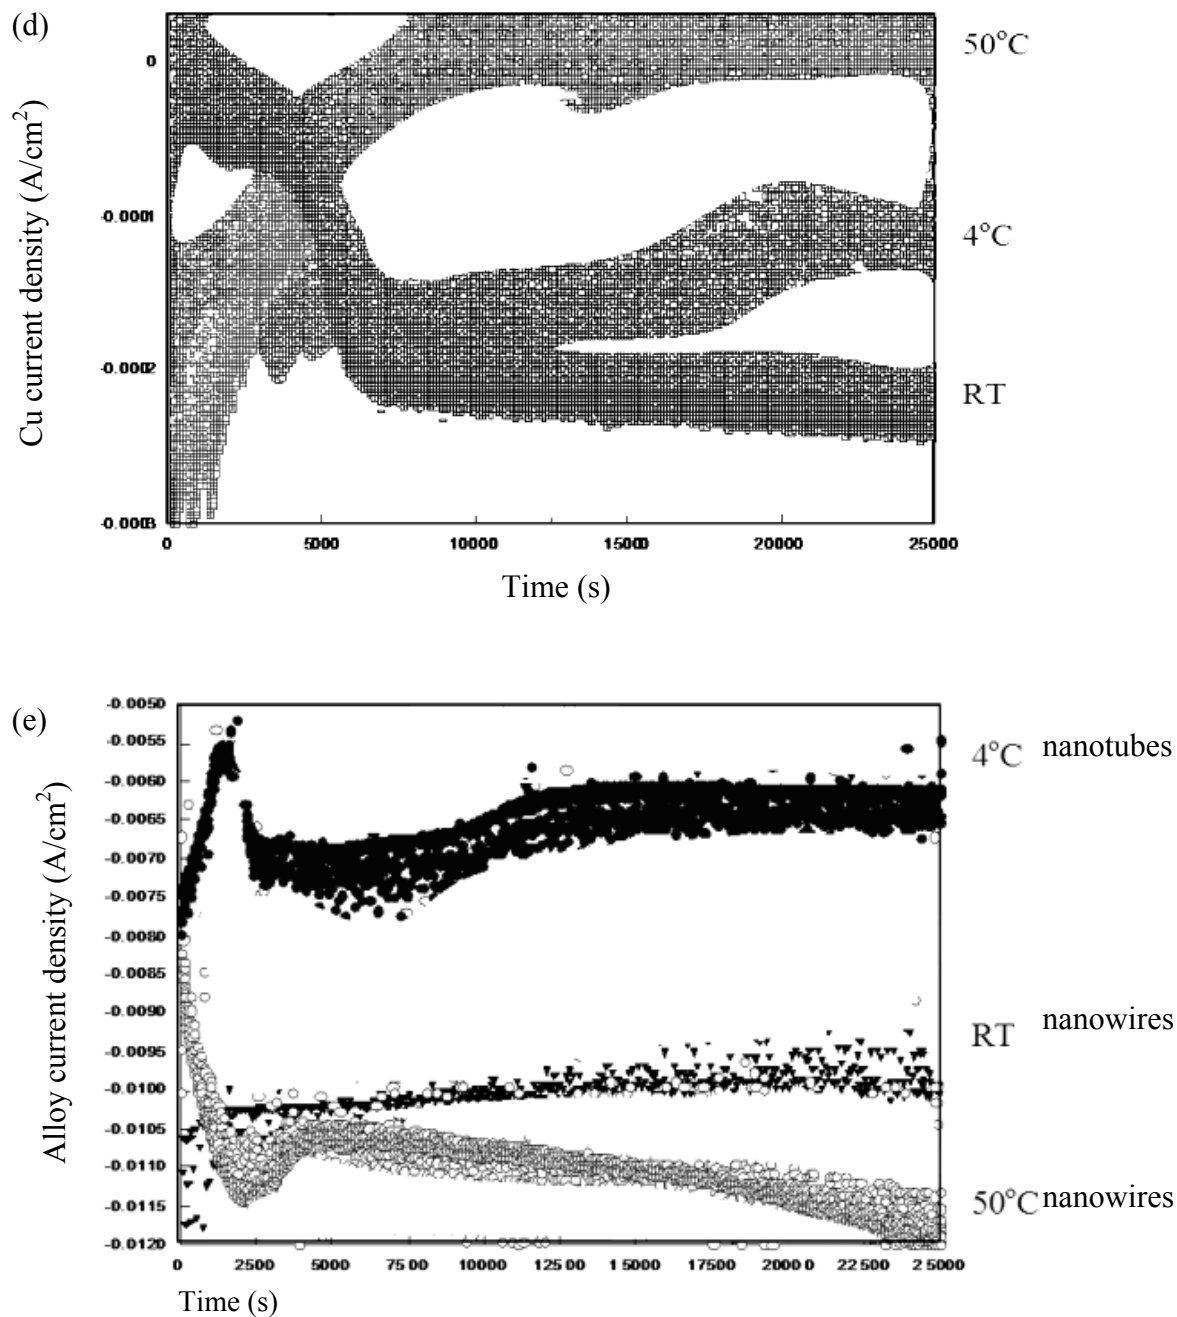 (d)
50°C
0
Cu current density (A/cm²)
-0.0001
4°C
-0.0002
RT
-0.0003
0 5000 10000 15000 20000 25000
Time (s)
(e)
-0.0050
-0.0055
4°C nanotubes
-0.0060
-0.0065
-0.0070
-0.0075
-0.0080
Alloy current density (A/cm²)
-0.0085
-0.0090
RT nanowires
-0.0095
-0.0100
-0.0105
-0.0110
50°C nanowires
-0.0115
-0.0120
0 2500 5000 7500 10000 12500 15000 17500 20000 22500 25000
Time (s)